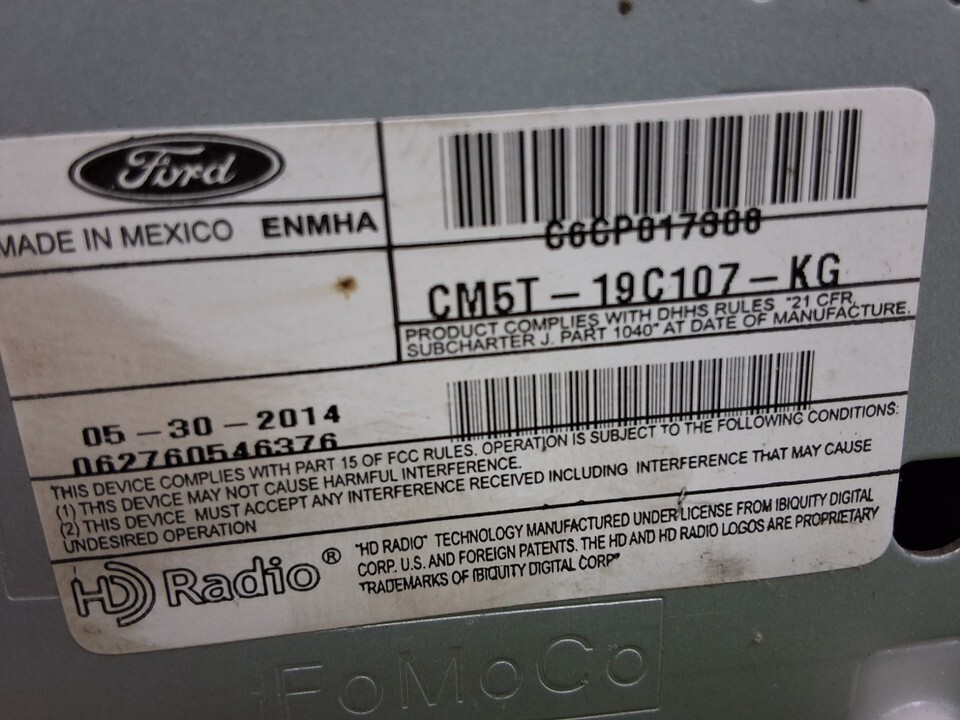 Ford
MADE IN MEXICO ENMHA
CM5T-19C107-KG
PRODUCT COMPLIES WITH DHHS RULES "21 CFR,
SUBCHARTER J. PART 1040" AT DATE OF MANUFACTURE.
05-30-2014
062760546376
THIS DEVICE COMPLIES WITH PART 15 OF FCC RULES. OPERATION IS SUBJECT TO THE FOLLOWING CONDITIONS:
(1) THIS DEVICE MAY NOT CAUSE HARMFUL INTERFERENCE.
(2) THIS DEVICE MUST ACCEPT ANY INTERFERENCE RECEIVED INCLUDING INTERFERENCE THAT MAY CAUSE
UNDESIRED OPERATION
HD Radio®
"HD RADIO" TECHNOLOGY MANUFACTURED UNDER LICENSE FROM IBIQUITY DIGITAL
CORP. U.S. AND FOREIGN PATENTS. THE HD AND HD RADIO LOGOS ARE PROPRIETARY
TRADEMARKS OF IBIQUITY DIGITAL CORP"
FoMoCo